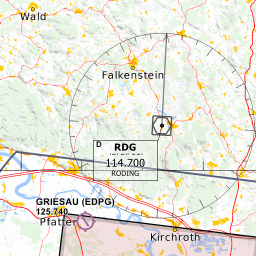 Wald
Falkenstein
D
RDG
114.700
RODING
GRIESAU (EDPG)
125.740
Pfatter
Kirchroth